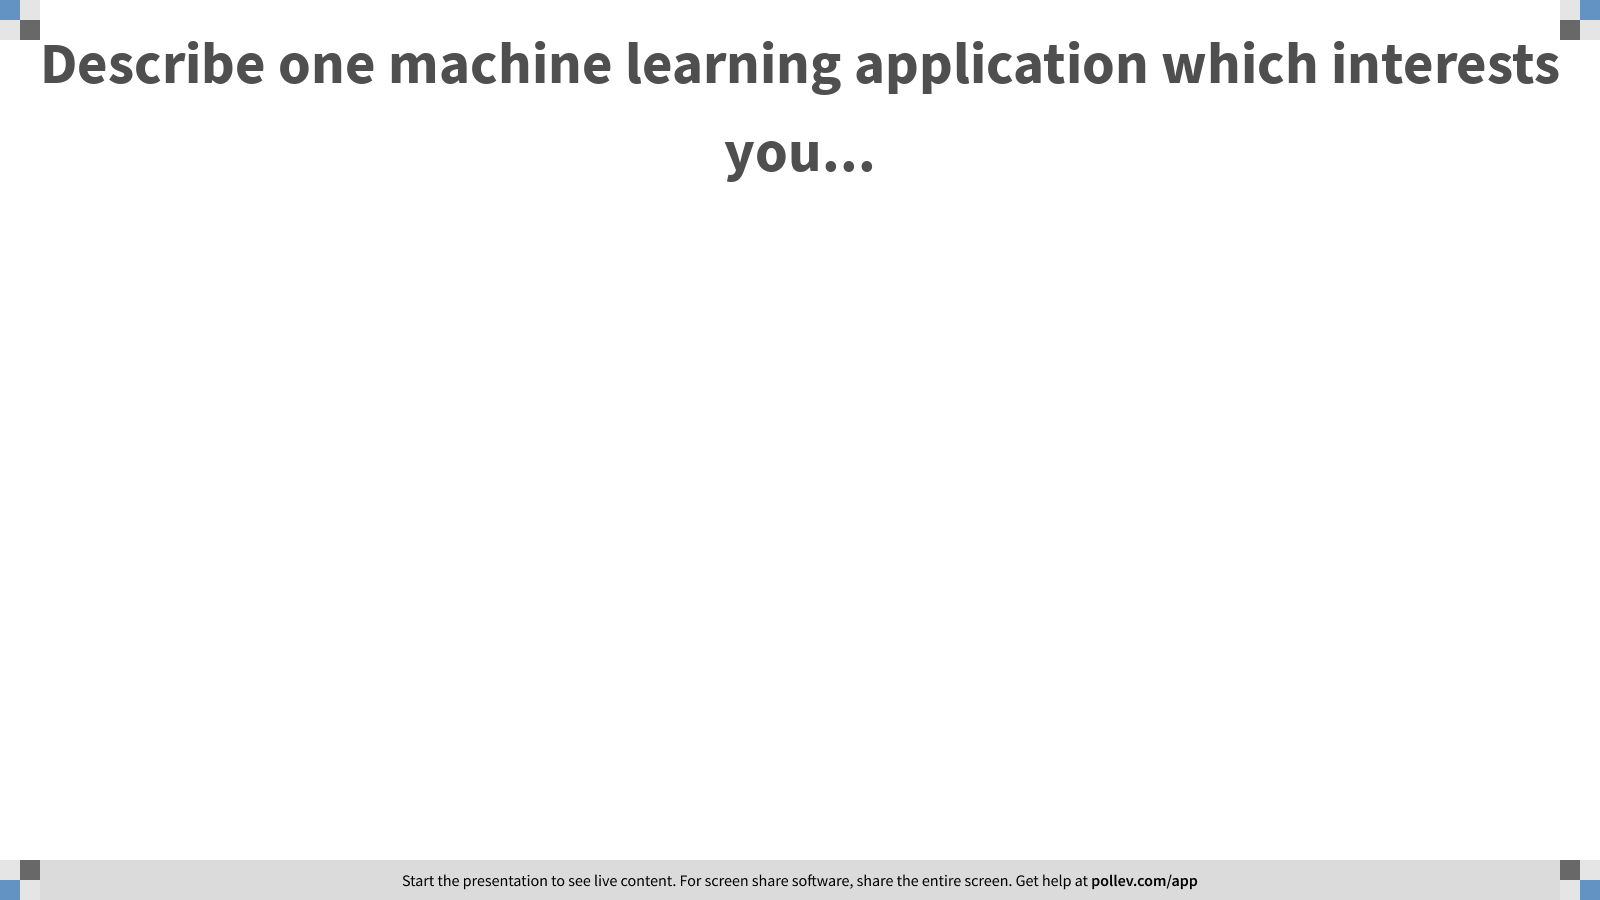 Describe one machine learning application which interests
you...
Start the presentation to see live content. For screen share software, share the entire screen. Get help at pollev.com/app